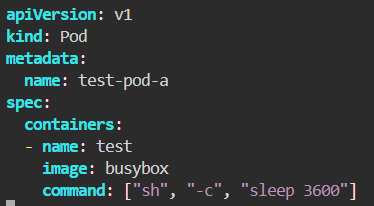 apiVersion: v1
kind: Pod
metadata:
  name: test-pod-a
spec:
  containers:
  - name: test
    image: busybox
    command: ["sh", "-c", "sleep 3600"]